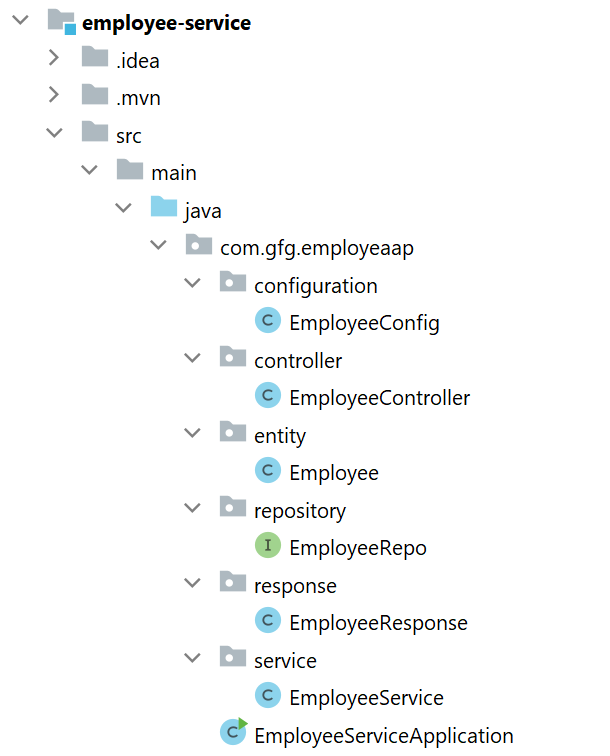 employee-service
.idea
.mvn
src
main
java
com.gfg.employeaap
configuration
C EmployeeConfig
controller
C EmployeeController
entity
C Employee
repository
I EmployeeRepo
response
C EmployeeResponse
service
C EmployeeService
C EmployeeServiceApplication